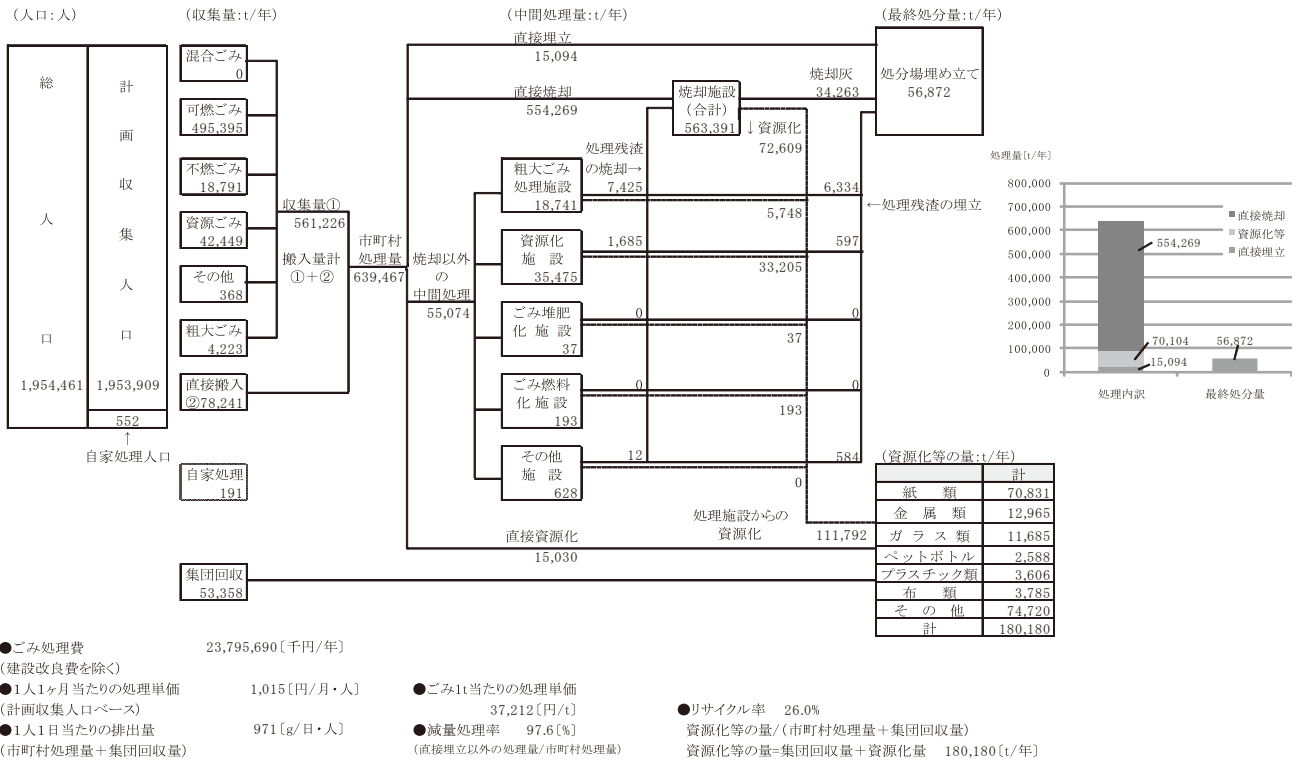 (人口:人)
(収集量:t/年)
(中間処理量:t/年)
(最終処分量:t/年)
総人口
1,954,461
計画収集人口
1,953,909
552
↑
自家処理人口
混合ごみ
0
可燃ごみ
495,395
不燃ごみ
18,791
資源ごみ
42,449
その他
368
粗大ごみ
4,223
直接搬入
②78,241
自家処理
191
集団回収
53,358
収集量①
561,226
搬入量計
①+②
市町村
処理量
639,467
直接埋立
15,094
直接焼却
554,269
焼却以外
の
中間処理
55,074
焼却施設
(合計)
563,391
焼却灰
34,263
処分場埋め立て
56,872
↓資源化
72,609
処理残渣
の焼却→
粗大ごみ
処理施設
18,741
7,425
6,334
5,748
←処理残渣の埋立
資源化
施 設
35,475
1,685
597
33,205
ごみ堆肥
化 施 設
37
0
0
37
ごみ燃料
化 施 設
193
0
0
193
その他
施 設
628
12
584
0
処理施設からの
資源化
111,792
直接資源化
15,030
処理量[t/年]
800,000
700,000
600,000
500,000
400,000
300,000
200,000
100,000
0
直接焼却
資源化等
直接埋立
554,269
70,104
15,094
56,872
処理内訳
最終処分量
(資源化等の量:t/年)
計
紙 類 70,831
金 属 類 12,965
ガ ラ ス 類 11,685
ペットボトル 2,588
プラスチック類 3,606
布 類 3,785
そ の 他 74,720
計 180,180
●ごみ処理費 23,795,690[千円/年]
(建設改良費を除く)
●1人1ヶ月当たりの処理単価 1,015[円/月・人]
(計画収集人口ベース)
●1人1日当たりの排出量 971[g/日・人]
(市町村処理量+集団回収量)
●ごみ1t当たりの処理単価
37,212[円/t]
●減量処理率 97.6[%]
(直接埋立以外の処理量/市町村処理量)
●リサイクル率 26.0%
資源化等の量/(市町村処理量+集団回収)
資源化等の量=集団回収量+資源化量 180,180[t/年]